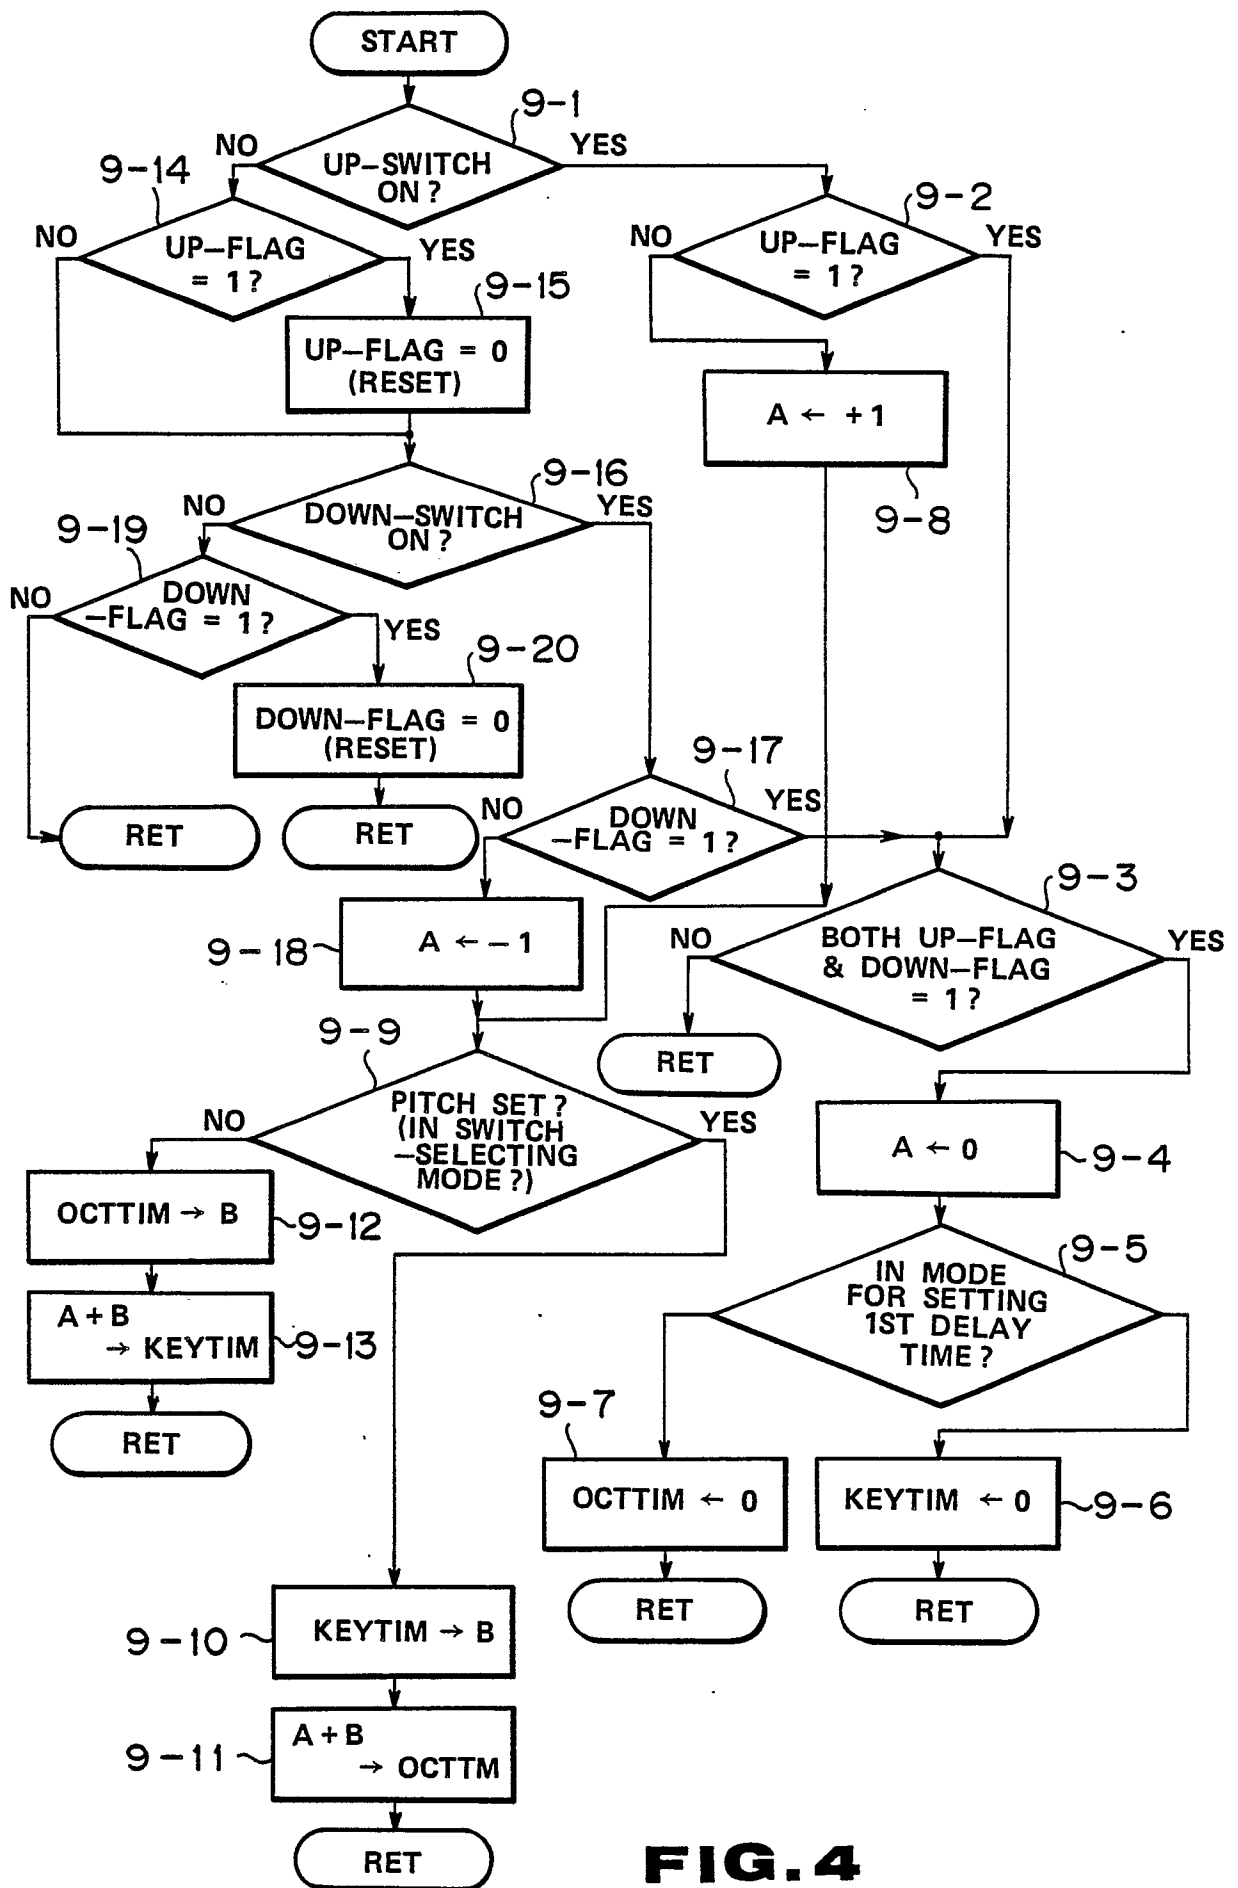 START
9-1
NO
YES
UP-SWITCH
ON?
9-14
9-2
NO
UP-FLAG
= 1?
YES
NO
UP-FLAG
= 1?
YES
9-15
UP-FLAG = 0
(RESET)
A ← +1
9-8
9-16
NO
DOWN-SWITCH
ON?
YES
9-19
NO
DOWN
-FLAG = 1?
YES
9-20
DOWN-FLAG = 0
(RESET)
9-17
NO
DOWN
-FLAG = 1?
YES
RET
RET
9-3
9-18
A ← -1
NO
BOTH UP-FLAG
& DOWN-FLAG
= 1?
YES
RET
9-9
NO
PITCH SET?
(IN SWITCH
-SELECTING
MODE?)
YES
A ← 0
9-4
OCTTIM → B
9-12
9-5
IN MODE
FOR SETTING
1ST DELAY
TIME?
A + B
→ KEYTIM
9-13
RET
9-7
OCTTIM ← 0
KEYTIM ← 0
9-6
RET
RET
9-10
KEYTIM → B
9-11
A + B
→ OCTTM
RET
FIG.4